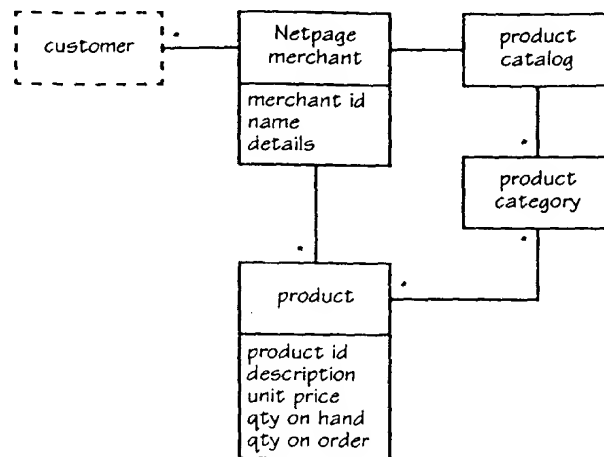 customer
Netpage
merchant
merchant id
name
details
product
catalog
product
category
product
product id
description
unit price
qty on hand
qty on order